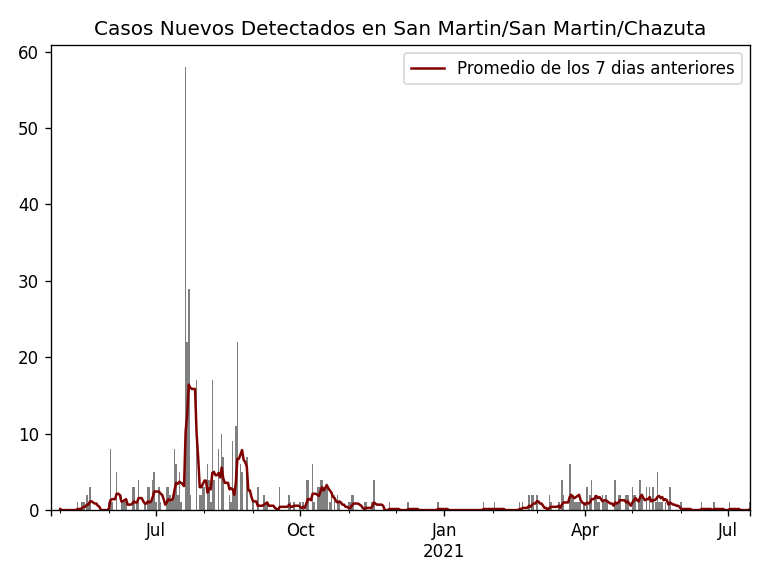 Casos Nuevos Detectados en San Martin/San Martin/Chazuta
Promedio de los 7 dias anteriores
60
50
40
30
20
10
0
Jul
Oct
Jan
2021
Apr
Jul